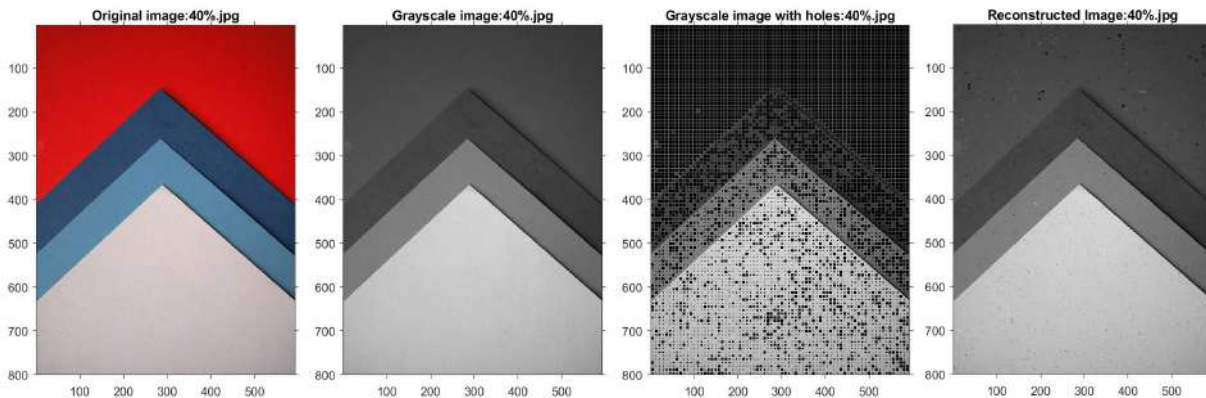 Original image:40%.jpg
Grayscale image:40%.jpg
Grayscale image with holes:40%.jpg
Reconstructed Image:40%.jpg
100 100 100 100
200 200 200 200
300 300 300 300
400 400 400 400
500 500 500 500
600 600 600 600
700 700 700 700
800 800 800 800
100 200 300 400 500 100 200 300 400 500 100 200 300 400 500 100 200 300 400 500